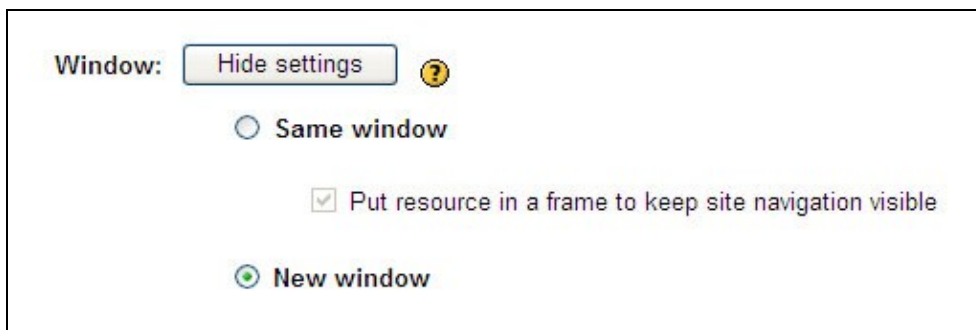 Window: Hide settings ?
Same window
Put resource in a frame to keep site navigation visible
New window